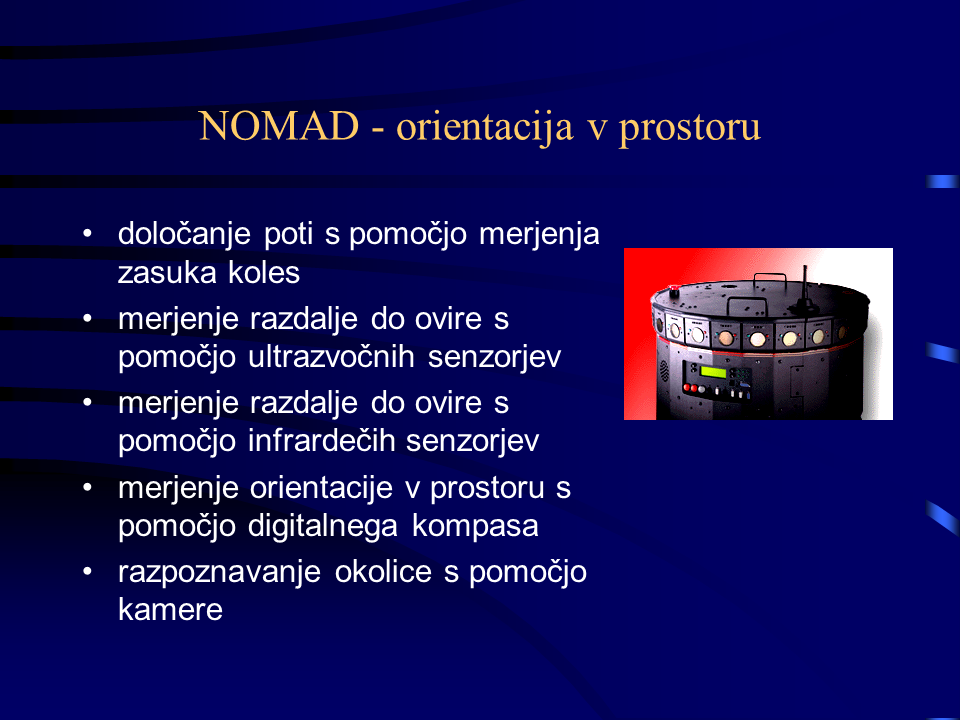 NOMAD - orientacija v prostoru
• določanje poti s pomočjo merjenja
zasuka koles
• merjenje razdalje do ovire s
pomočjo ultrazvočnih senzorjev
• merjenje razdalje do ovire s
pomočjo infrardečih senzorjev
• merjenje orientacije v prostoru s
pomočjo digitalnega kompasa
• razpoznavanje okolice s pomočjo
kamere